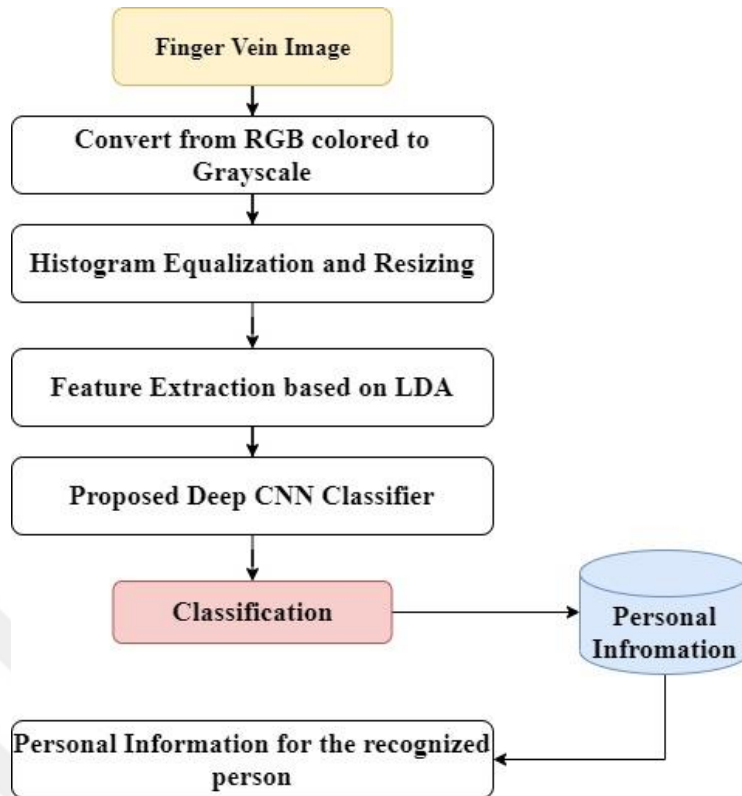 Finger Vein Image
Convert from RGB colored to
Grayscale
Histogram Equalization and Resizing
Feature Extraction based on LDA
Proposed Deep CNN Classifier
Classification
Personal
Infromation
Personal Information for the recognized
person